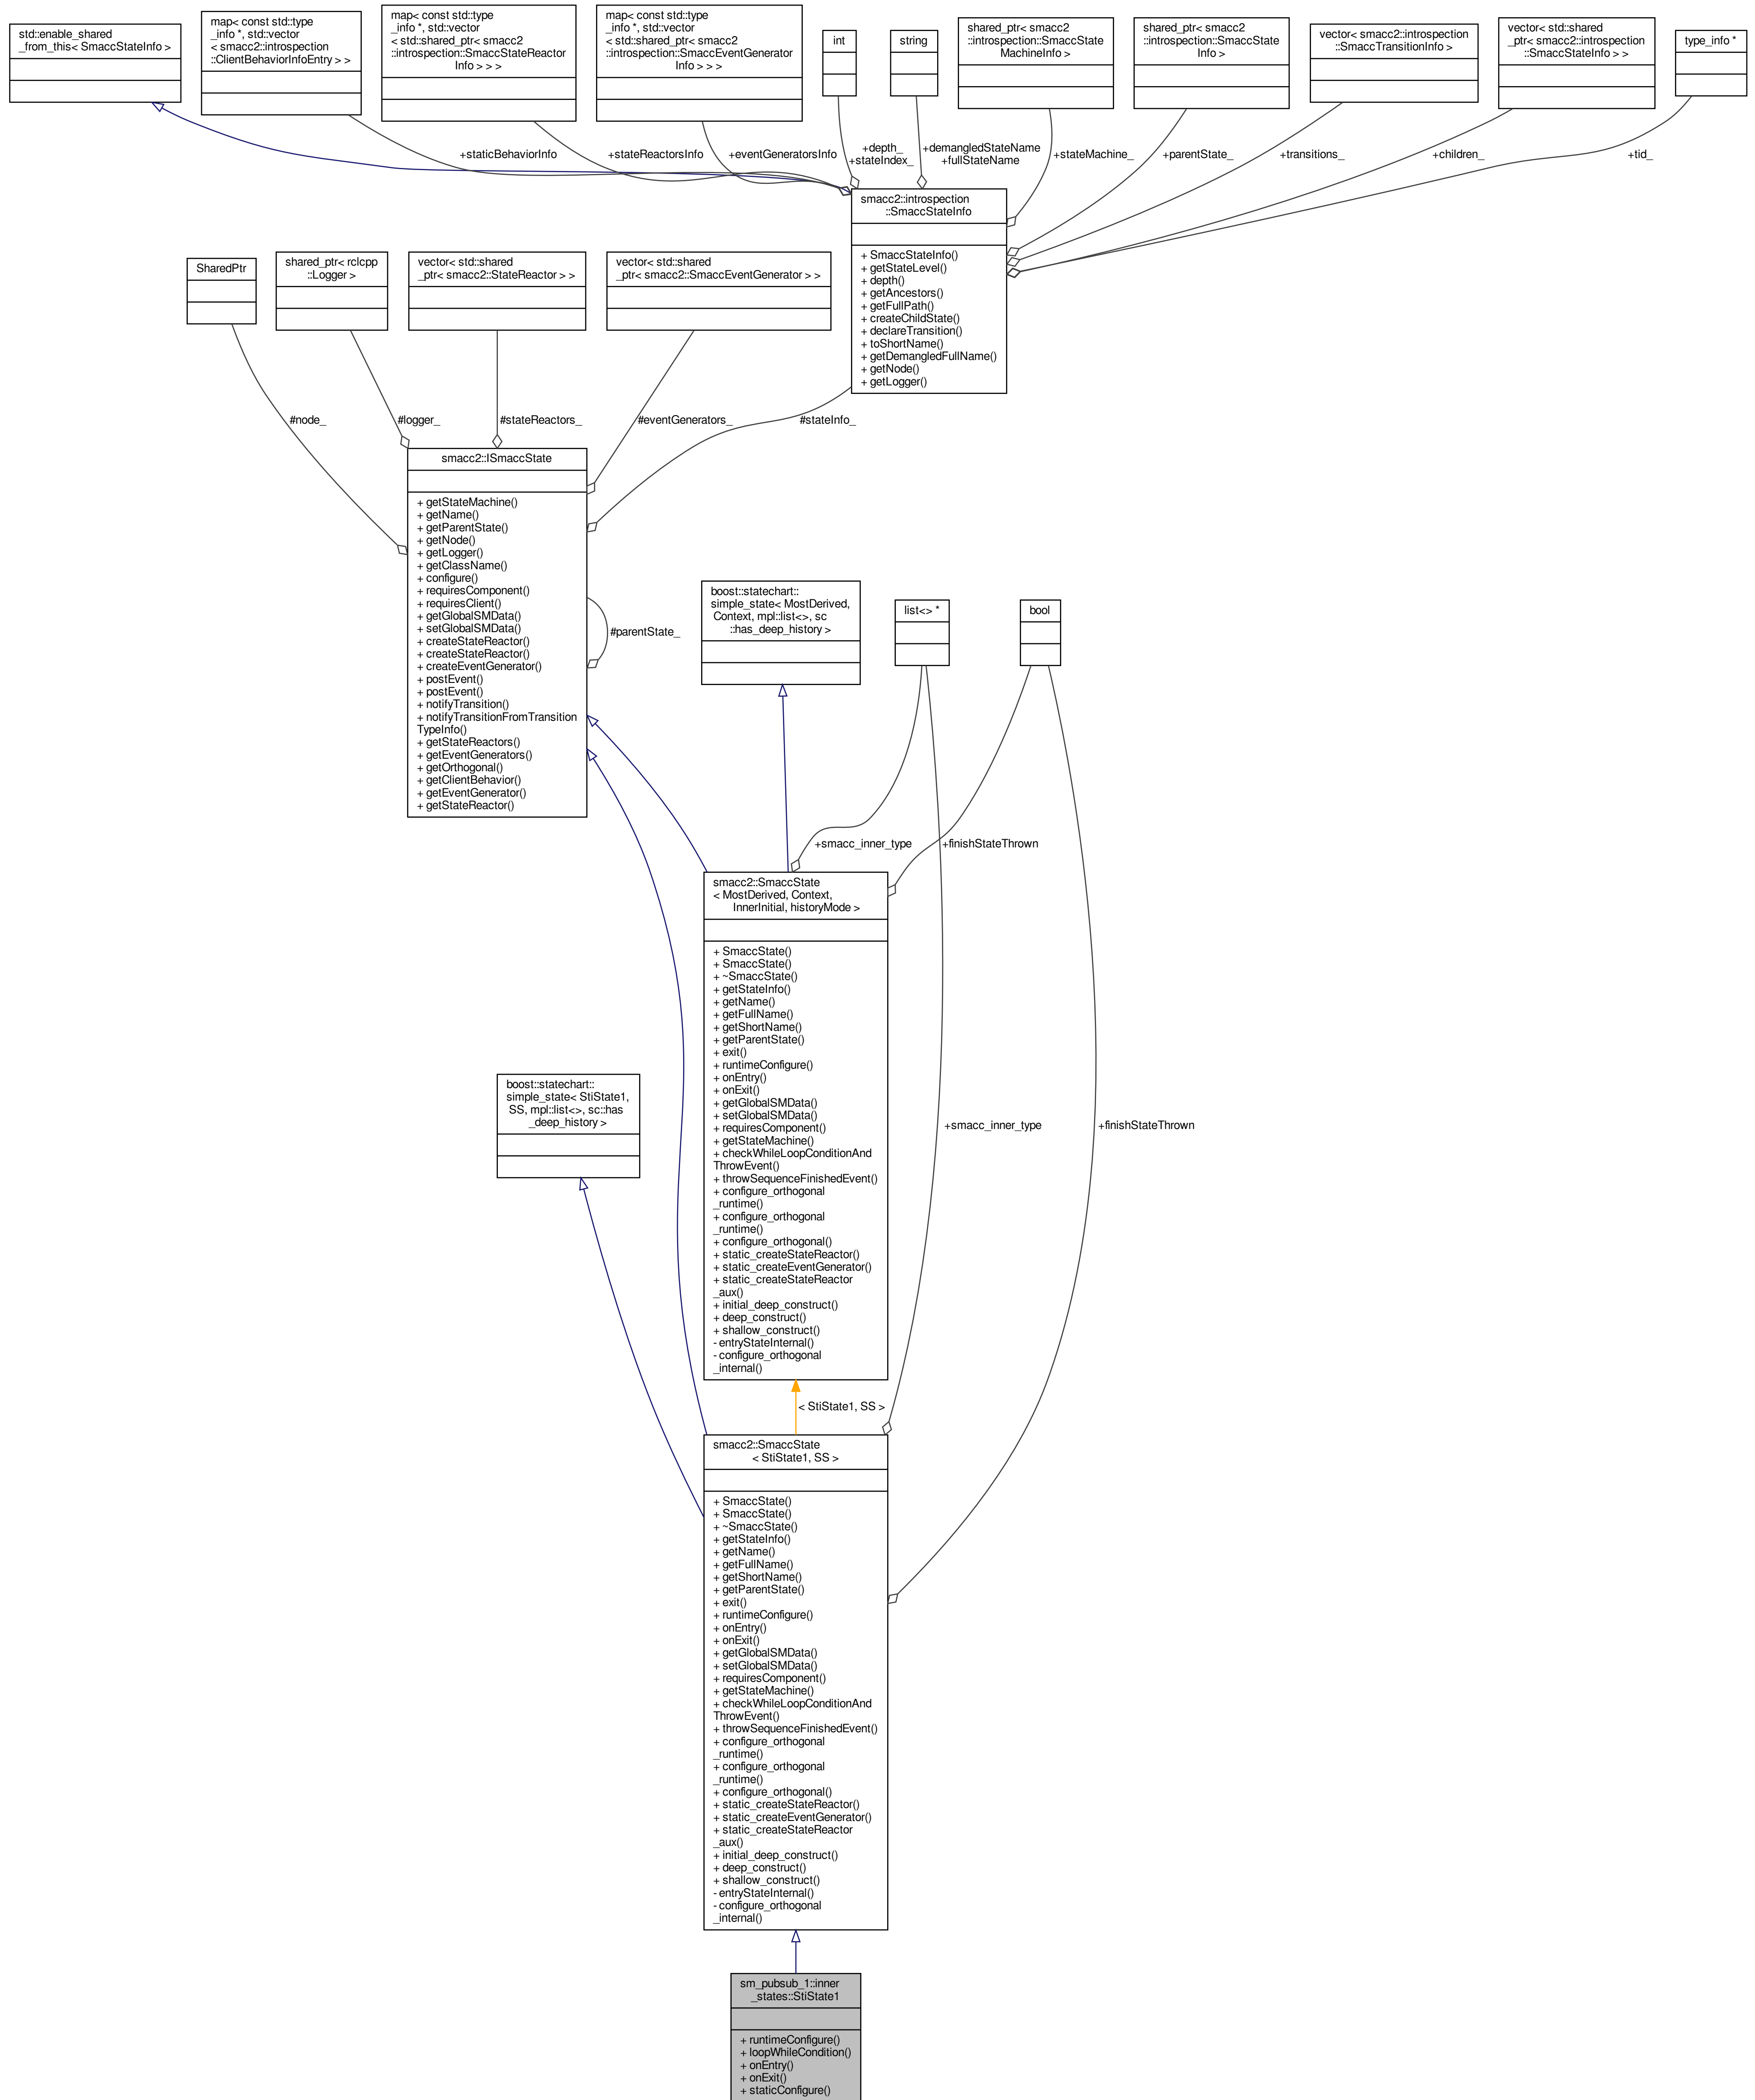 std::enable_shared
_from_this< SmaccStateInfo >
map< const std::type
_info *, std::vector
< smacc2::introspection
::ClientBehaviorInfoEntry > >
map< const std::type
_info *, std::vector
< std::shared_ptr< smacc2
::introspection::SmaccStateReactor
Info > > >
map< const std::type
_info *, std::vector
< std::shared_ptr< smacc2
::introspection::SmaccEventGenerator
Info > > >
int
string
shared_ptr< smacc2
::introspection::SmaccState
MachineInfo >
shared_ptr< smacc2
::introspection::SmaccState
Info >
vector< smacc2::introspection
::SmaccTransitionInfo >
vector< std::shared
_ptr< smacc2::introspection
::SmaccStateInfo > >
type_info *
+staticBehaviorInfo
+stateReactorsInfo
+eventGeneratorsInfo
+depth_
+stateIndex_
+demangledStateName
+fullStateName
+stateMachine_
+parentState_
+transitions_
+children_
+tid_
smacc2::introspection
::SmaccStateInfo
+ SmaccStateInfo()
+ getStateLevel()
+ depth()
+ getAncestors()
+ getFullPath()
+ createChildState()
+ declareTransition()
+ toShortName()
+ getDemangledFullName()
+ getNode()
+ getLogger()
SharedPtr
shared_ptr< rclcpp
::Logger >
vector< std::shared
_ptr< smacc2::StateReactor > >
vector< std::shared
_ptr< smacc2::SmaccEventGenerator > >
#node_
#logger_
#stateReactors_
#eventGenerators_
#stateInfo_
smacc2::ISmaccState
+ getStateMachine()
+ getName()
+ getParentState()
+ getNode()
+ getLogger()
+ getClassName()
+ configure()
+ requiresComponent()
+ requiresClient()
+ getGlobalSMData()
+ setGlobalSMData()
+ createStateReactor()
+ createStateReactor()
+ createEventGenerator()
+ postEvent()
+ postEvent()
+ notifyTransition()
+ notifyTransitionFromTransition
TypeInfo()
+ getStateReactors()
+ getEventGenerators()
+ getOrthogonal()
+ getClientBehavior()
+ getEventGenerator()
+ getStateReactor()
#parentState_
boost::statechart::
simple_state< MostDerived,
Context, mpl::list<>, sc
::has_deep_history >
list<> *
bool
+smacc_inner_type
+finishStateThrown
smacc2::SmaccState
< MostDerived, Context,
InnerInitial, historyMode >
+ SmaccState()
+ SmaccState()
+ ~SmaccState()
+ getStateInfo()
+ getName()
+ getFullName()
+ getShortName()
+ getParentState()
+ exit()
+ runtimeConfigure()
+ onEntry()
+ onExit()
+ getGlobalSMData()
+ setGlobalSMData()
+ requiresComponent()
+ getStateMachine()
+ checkWhileLoopConditionAnd
ThrowEvent()
+ throwSequenceFinishedEvent()
+ configure_orthogonal
_runtime()
+ configure_orthogonal
_runtime()
+ configure_orthogonal()
+ static_createStateReactor()
+ static_createEventGenerator()
+ static_createStateReactor
_aux()
+ initial_deep_construct()
+ deep_construct()
+ shallow_construct()
- entryStateInternal()
- configure_orthogonal
_internal()
boost::statechart::
simple_state< StiState1,
SS, mpl::list<>, sc::has
_deep_history >
+smacc_inner_type
+finishStateThrown
< StiState1, SS >
smacc2::SmaccState
< StiState1, SS >
+ SmaccState()
+ SmaccState()
+ ~SmaccState()
+ getStateInfo()
+ getName()
+ getFullName()
+ getShortName()
+ getParentState()
+ exit()
+ runtimeConfigure()
+ onEntry()
+ onExit()
+ getGlobalSMData()
+ setGlobalSMData()
+ requiresComponent()
+ getStateMachine()
+ checkWhileLoopConditionAnd
ThrowEvent()
+ throwSequenceFinishedEvent()
+ configure_orthogonal
_runtime()
+ configure_orthogonal
_runtime()
+ configure_orthogonal()
+ static_createStateReactor()
+ static_createEventGenerator()
+ static_createStateReactor
_aux()
+ initial_deep_construct()
+ deep_construct()
+ shallow_construct()
- entryStateInternal()
- configure_orthogonal
_internal()
sm_pubsub_1::inner
_states::StiState1
+ runtimeConfigure()
+ loopWhileCondition()
+ onEntry()
+ onExit()
+ staticConfigure()